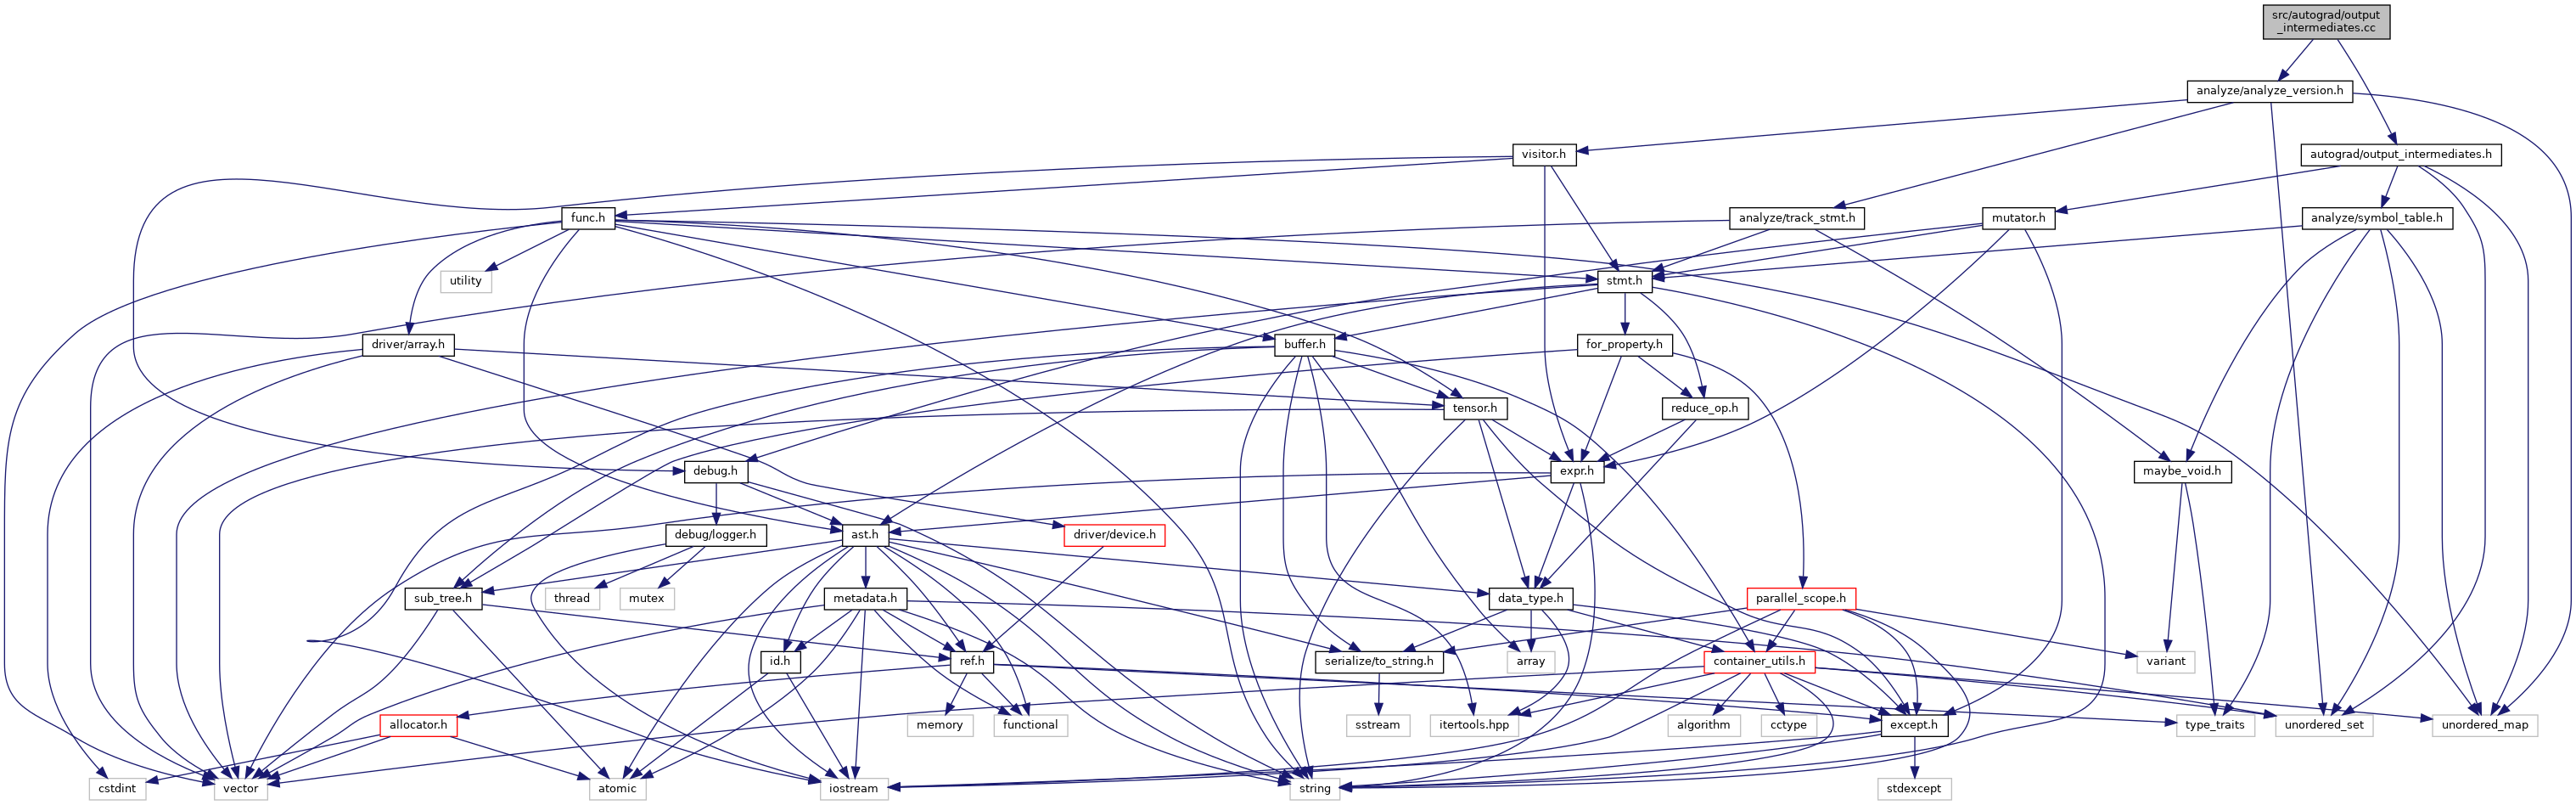 src/autograd/output
_intermediates.cc
analyze/analyze_version.h
visitor.h
autograd/output_intermediates.h
func.h
analyze/track_stmt.h
mutator.h
analyze/symbol_table.h
utility
stmt.h
driver/array.h
buffer.h
for_property.h
tensor.h
reduce_op.h
debug.h
expr.h
maybe_void.h
debug/logger.h
ast.h
driver/device.h
sub_tree.h
thread
mutex
metadata.h
data_type.h
parallel_scope.h
id.h
ref.h
serialize/to_string.h
array
container_utils.h
variant
allocator.h
memory
functional
sstream
itertools.hpp
algorithm
cctype
except.h
type_traits
unordered_set
unordered_map
cstdint
vector
atomic
iostream
string
stdexcept